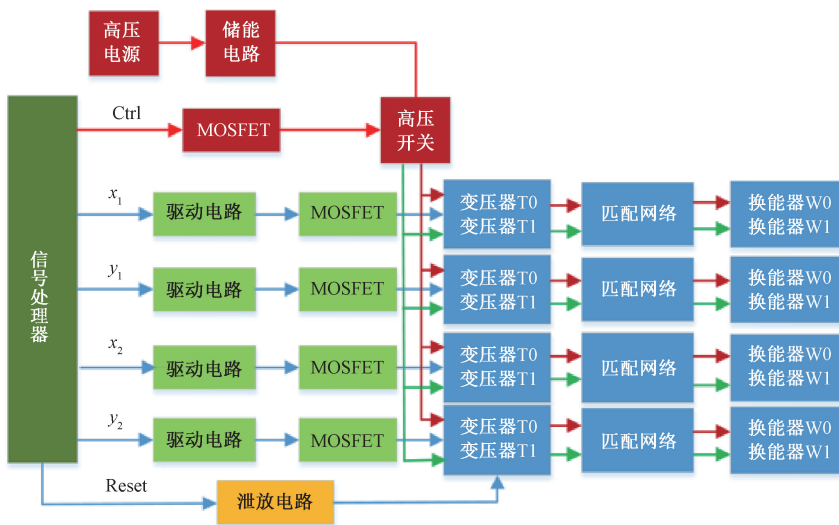 高压
电源
储能
电路
Ctrl
MOSFET
高压
开关
信号处理器
x1
驱动电路
MOSFET
变压器T0
变压器T1
匹配网络
换能器W0
换能器W1
y1
驱动电路
MOSFET
变压器T0
变压器T1
匹配网络
换能器W0
换能器W1
x2
驱动电路
MOSFET
变压器T0
变压器T1
匹配网络
换能器W0
换能器W1
y2
驱动电路
MOSFET
变压器T0
变压器T1
匹配网络
换能器W0
换能器W1
Reset
泄放电路